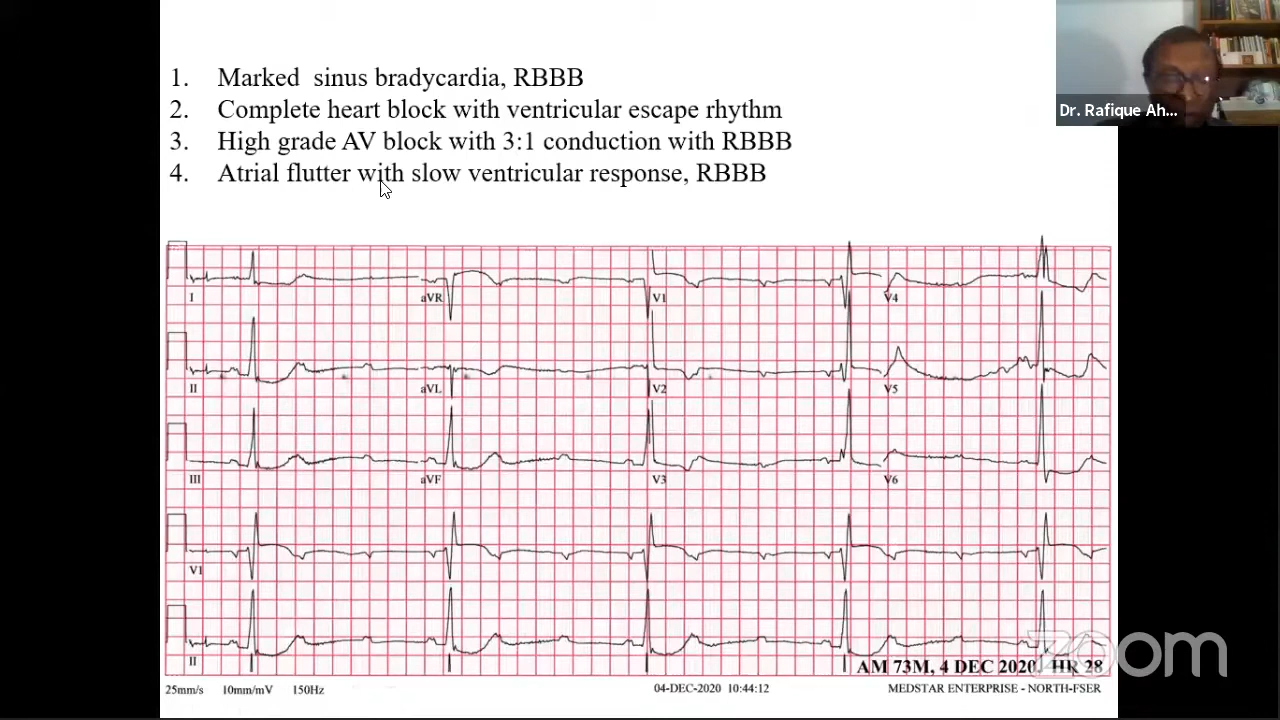 1. Marked sinus bradycardia, RBBB
2. Complete heart block with ventricular escape rhythm
3. High grade AV block with 3:1 conduction with RBBB
4. Atrial flutter with slow ventricular response, RBBB
Dr. Rafique Ah...
I aVR V1 V4
II aVL V2 V5
III aVF V3 V6
V1
II
AM 73M, 4 DEC 2020, HR 28
zoom
25mm/s 10mm/mV 150Hz 04-DEC-2020 10:44:12 MEDSTAR ENTERPRISE - NORTH-FSER